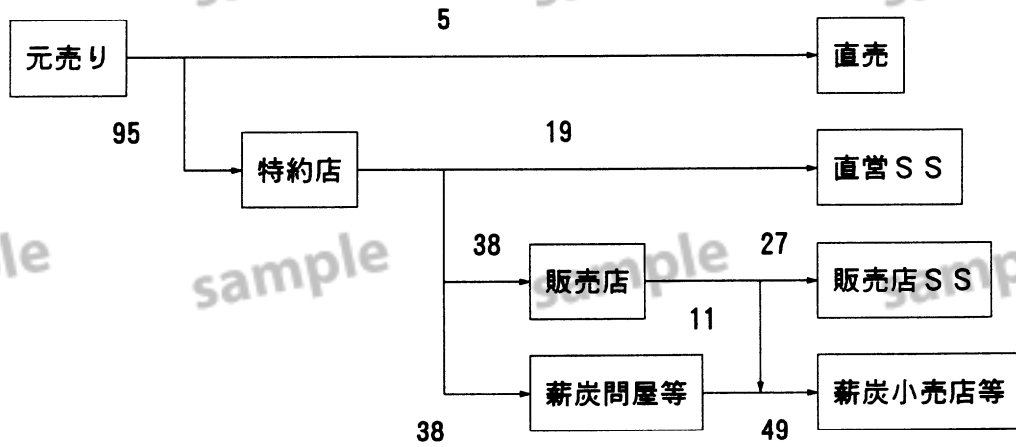 5
元売り
直売
95
19
特約店
直営ＳＳ
38
27
販売店
販売店ＳＳ
11
薪炭問屋等
薪炭小売店等
38
49
sample
sample
sample
sample